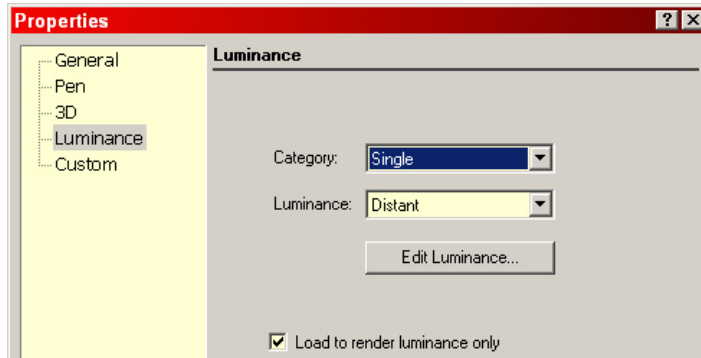 Properties
General
Pen
3D
Luminance
Custom
Luminance
Category: Single
Luminance: Distant
Edit Luminance...
Load to render luminance only